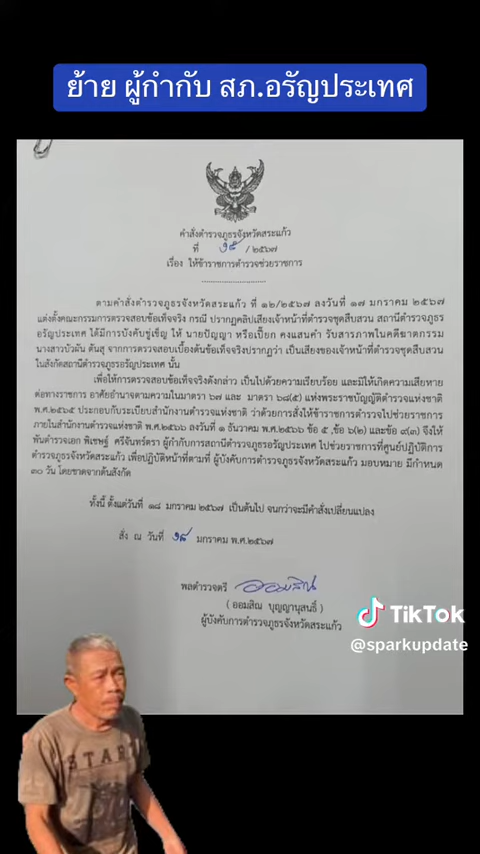 ย้าย ผู้กำกับ สภ.อรัญประเทศ
คำสั่งตำรวจภูธรจังหวัดสระแก้ว
ที่ ๑๘ / ๒๕๖๗
เรื่อง ให้ข้าราชการตำรวจช่วยราชการ
ตามคำสั่งตำรวจภูธรจังหวัดสระแก้ว ที่ ๑๒/๒๕๖๗ ลงวันที่ ๑๗ มกราคม ๒๕๖๗
แต่งตั้งคณะกรรมการตรวจสอบข้อเท็จจริง กรณี ปรากฏคลิปเสียงเจ้าหน้าที่ตำรวจชุดสืบสวน สถานีตำรวจภูธร
อรัญประเทศ ได้มีการบังคับขู่เข็ญ ให้ นายปัญญา หรือเปี๊ยก คงแสนคำ รับสารภาพในคดีฆาตกรรม
นางสาวบัวผัน ตันสุ จากการตรวจสอบเบื้องต้นข้อเท็จจริงปรากฏว่า เป็นเสียงของเจ้าหน้าที่ตำรวจชุดสืบสวน
ในสังกัดสถานีตำรวจภูธรอรัญประเทศ นั้น
เพื่อให้การตรวจสอบข้อเท็จจริงดังกล่าว เป็นไปด้วยความเรียบร้อย และมิให้เกิดความเสียหาย
ต่อทางราชการ อาศัยอำนาจตามความในมาตรา ๖๗ และ มาตรา ๖๘(๕) แห่งพระราชบัญญัติตำรวจแห่งชาติ
พ.ศ.๒๕๖๕ ประกอบกับระเบียบสำนักงานตำรวจแห่งชาติ ว่าด้วยการสั่งให้ข้าราชการตำรวจไปช่วยราชการ
ภายในสำนักงานตำรวจแห่งชาติ พ.ศ.๒๕๖๖ ลงวันที่ ๑ ธันวาคม พ.ศ.๒๕๖๖ ข้อ ๕ ,ข้อ ๖(๒) และข้อ ๙(๓) จึงให้
พันตำรวจเอก พิเชษฐ์ ศรีจันทร์ตรา ผู้กำกับการสถานีตำรวจภูธรอรัญประเทศ ไปช่วยราชการที่ศูนย์ปฏิบัติการ
ตำรวจภูธรจังหวัดสระแก้ว เพื่อปฏิบัติหน้าที่ตามที่ ผู้บังคับการตำรวจภูธรจังหวัดสระแก้ว มอบหมาย มีกำหนด
๓๐ วัน โดยขาดจากต้นสังกัด
ทั้งนี้ ตั้งแต่วันที่ ๑๘ มกราคม ๒๕๖๗ เป็นต้นไป จนกว่าจะมีคำสั่งเปลี่ยนแปลง
สั่ง ณ วันที่ ๑๘ มกราคม พ.ศ.๒๕๖๗
พลตำรวจตรี ออมสิน
( ออมสิณ บุญญานุสนธิ์ )
ผู้บังคับการตำรวจภูธรจังหวัดสระแก้ว
TikTok
@sparkupdate
STAR